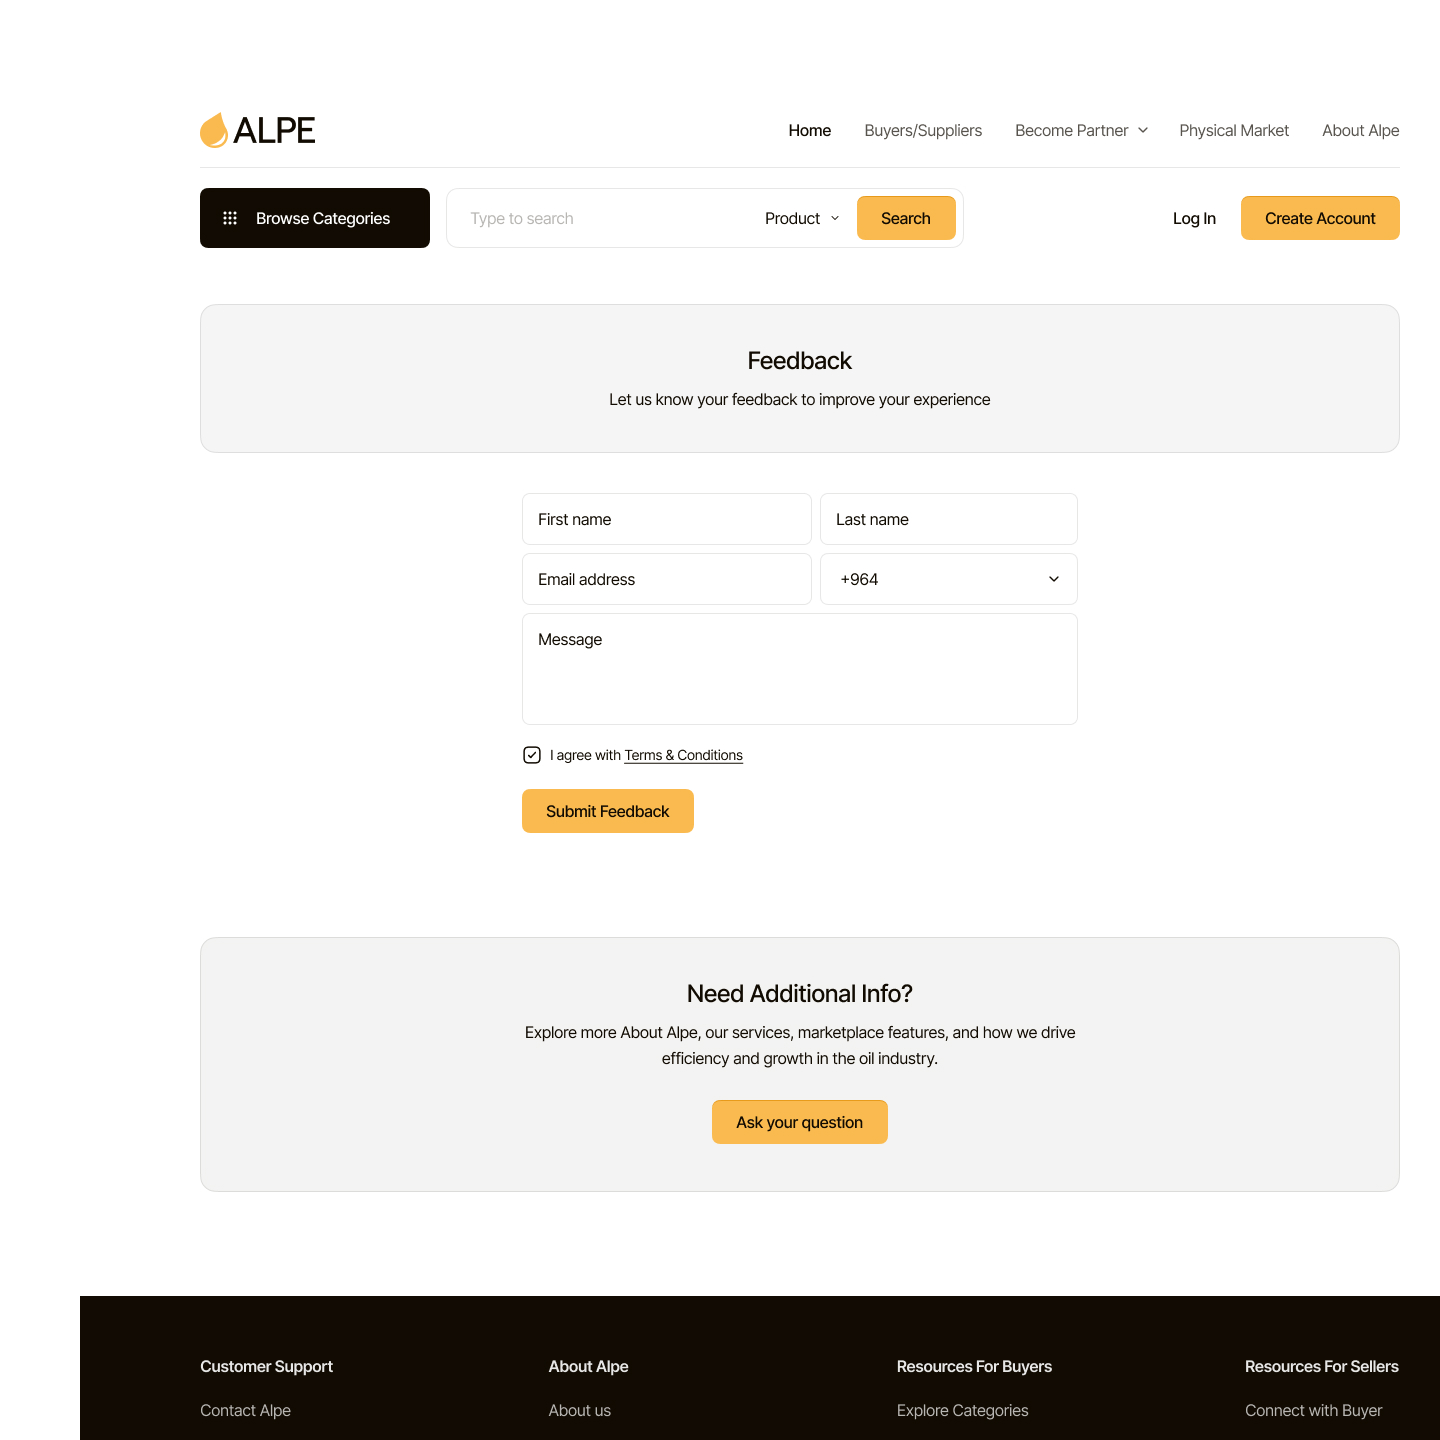 ALPE
Home Buyers/Suppliers Become Partner Physical Market About Alpe
Browse Categories Type to search Product Search Log In Create Account
Feedback
Let us know your feedback to improve your experience
First name Last name
Email address +964
Message
I agree with Terms & Conditions
Submit Feedback
Need Additional Info?
Explore more About Alpe, our services, marketplace features, and how we drive
efficiency and growth in the oil industry.
Ask your question
Customer Support About Alpe Resources For Buyers Resources For Sellers
Contact Alpe About us Explore Categories Connect with Buyer